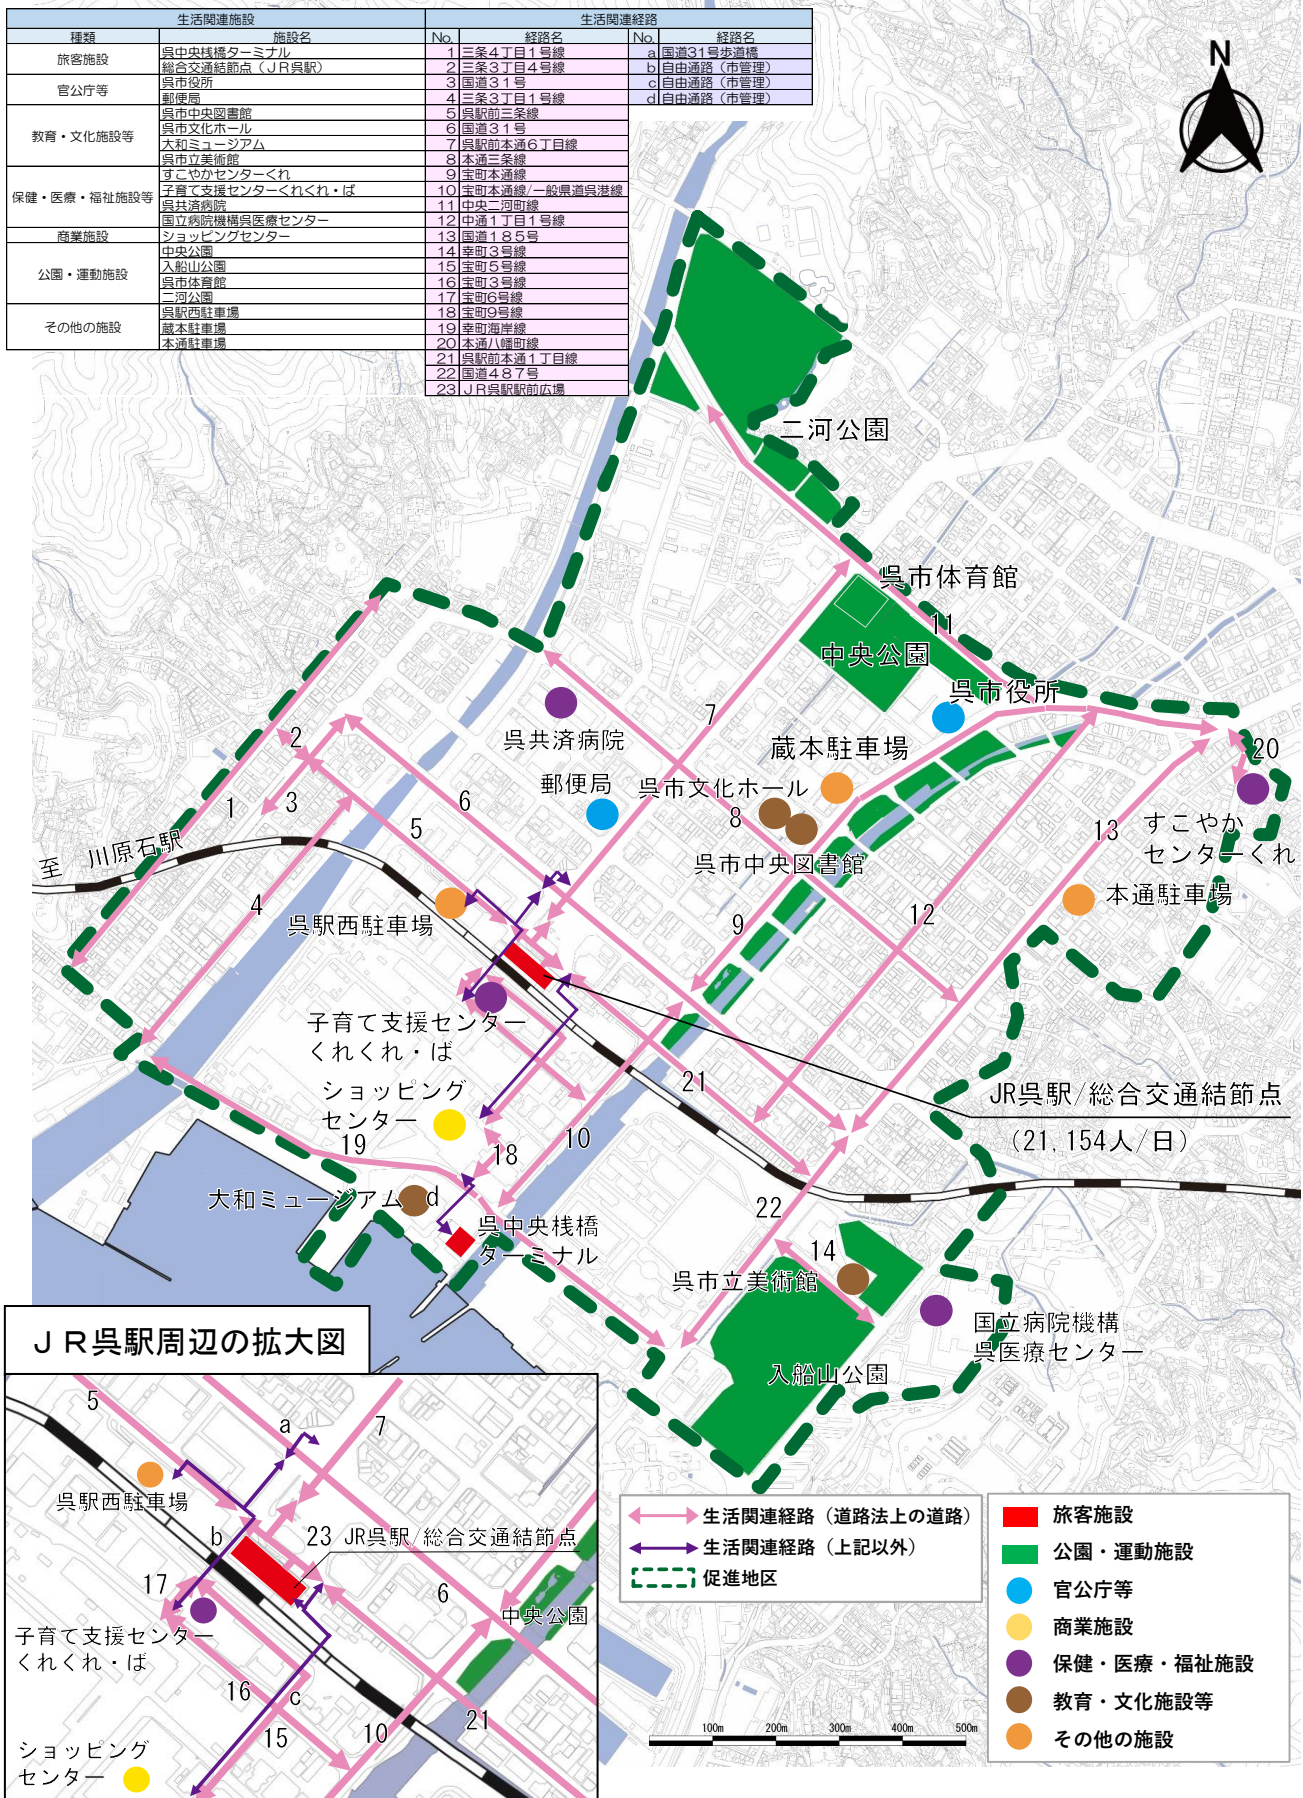 生活関連施設 生活関連経路
種類 施設名 No. 経路名 No. 経路名
旅客施設 呉中央桟橋ターミナル 1 三条4丁目1号線 a 国道31号歩道橋
総合交通結節点（JR呉駅） 2 三条3丁目4号線 b 自由通路（市管理）
官公庁等 呉市役所 3 国道31号 c 自由通路（市管理）
郵便局 4 三条3丁目1号線 d 自由通路（市管理）
教育・文化施設等 呉市中央図書館 5 呉駅前三条線
呉市文化ホール 6 国道31号
大和ミュージアム 7 呉駅前本通6丁目線
呉市立美術館 8 本通三条線
保健・医療・福祉施設等 すこやかセンターくれ 9 宝町本通線
子育て支援センターくれくれ・ば 10 宝町本通線/一般県道呉港線
呉共済病院 11 中央二河町線
国立病院機構呉医療センター 12 中通1丁目1号線
商業施設 ショッピングセンター 13 国道185号
公園・運動施設 中央公園 14 幸町3号線
入船山公園 15 宝町5号線
呉市体育館 16 宝町3号線
二河公園 17 宝町6号線
その他の施設 呉駅西駐車場 18 宝町9号線
蔵本駐車場 19 幸町海岸線
本通駐車場 20 本通八幡町線
21 呉駅前本通1丁目線
22 国道487号
23 JR呉駅駅前広場
N
二河公園
呉市体育館
11
中央公園
呉市役所
7
呉共済病院
2
蔵本駐車場
20
郵便局
呉市文化ホール
6
3
1
8
5
13
すこやか
センターくれ
至 川原石駅
呉市中央図書館
4
本通駐車場
12
呉駅西駐車場
9
子育て支援センター
くれくれ・ば
21
ショッピング
センター
JR呉駅/総合交通結節点
(21,154人/日)
19
10
18
大和ミュージアム
d
22
呉中央桟橋
ターミナル
14
呉市立美術館
国立病院機構
呉医療センター
入船山公園
JR呉駅周辺の拡大図
5
a
7
呉駅西駐車場
b
23 JR呉駅/総合交通結節点
17
6
中央公園
子育て支援センター
くれくれ・ば
16
c
21
15
10
ショッピング
センター
生活関連経路（道路法上の道路）
生活関連経路（上記以外）
促進地区
旅客施設
公園・運動施設
官公庁等
商業施設
保健・医療・福祉施設
教育・文化施設等
その他の施設
100m 200m 300m 400m 500m